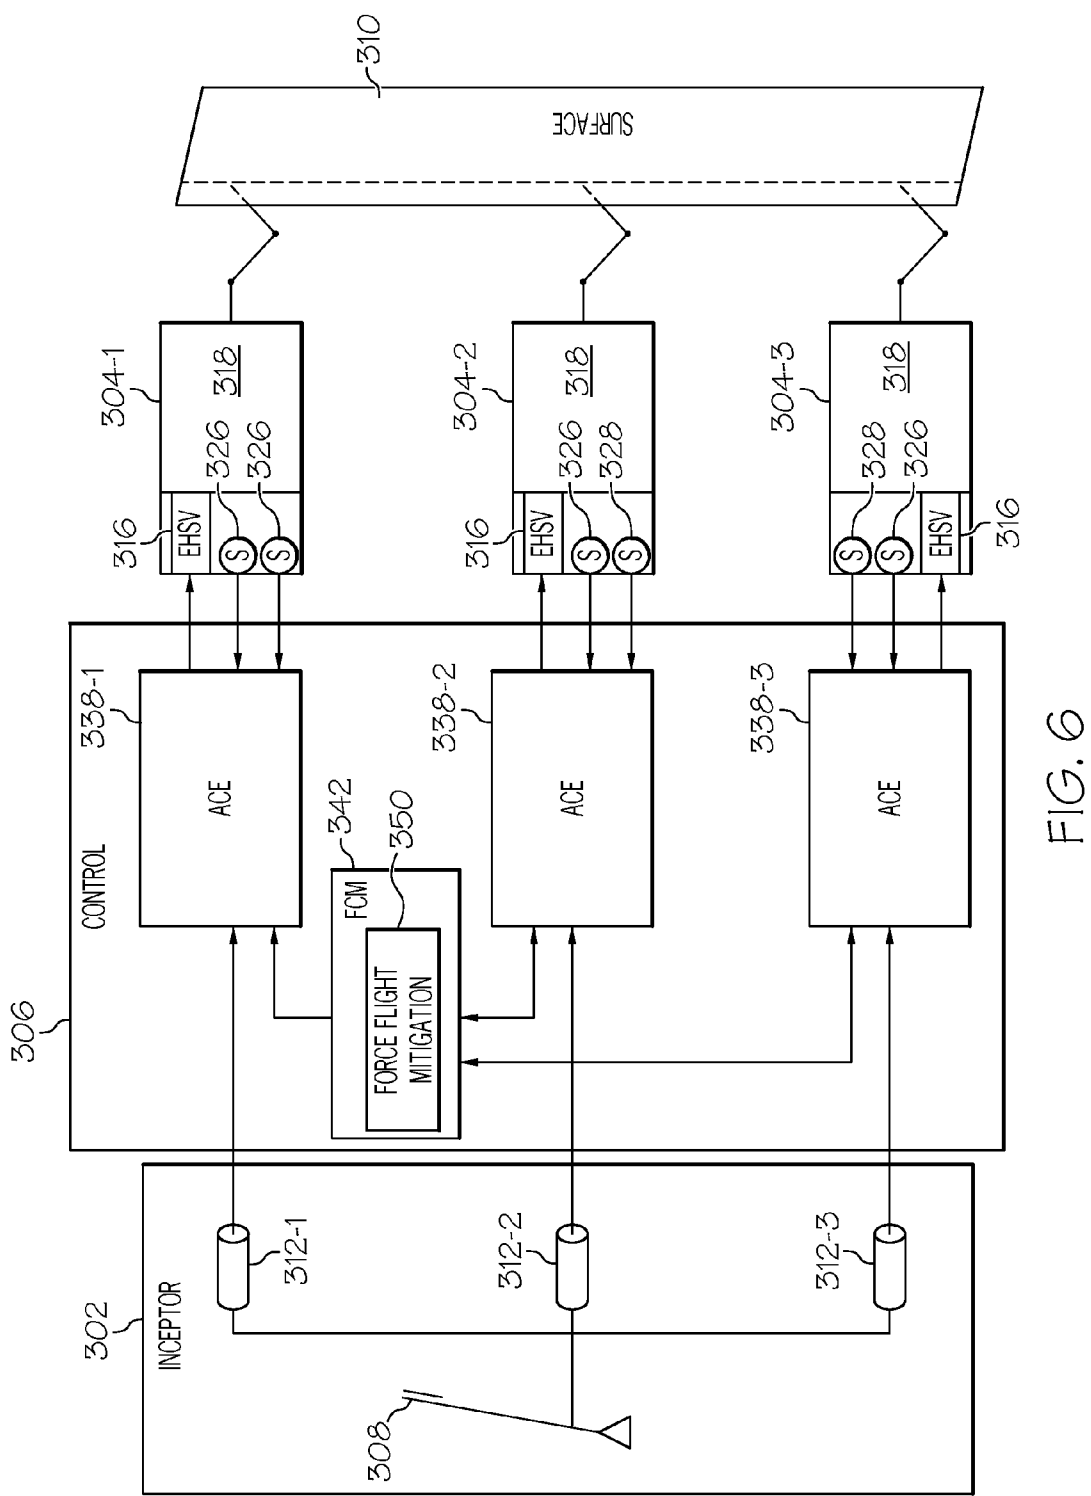 302
INCEPTOR
308
312-1
312-2
312-3
306
CONTROL
342
FCM
350
FORCE FLIGHT
MITIGATION
338-1
ACE
338-2
ACE
338-3
ACE
304-1
316
EHSV
326
S
326
S
318
304-2
316
EHSV
326
S
328
S
318
304-3
328
S
326
S
EHSV
316
318
310
SURFACE
FIG. 6